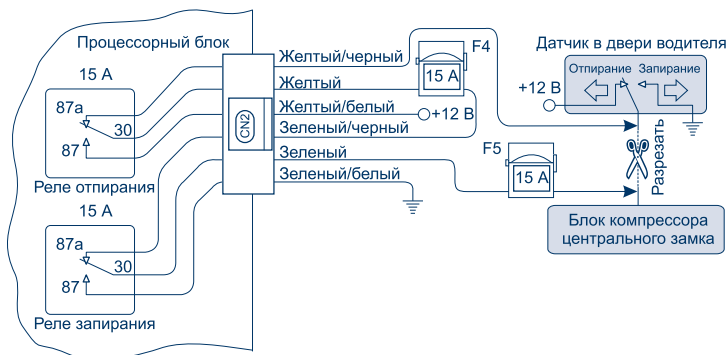 Процессорный блок
15 А
87а
30
87
Реле отпирания
15 А
87а
30
87
Реле запирания
CN2
Желтый/черный
Желтый
Желтый/белый
Зеленый/черный
Зеленый
Зеленый/белый
F4
15 А
+12 В
F5
15 А
Датчик в двери водителя
Отпирание
Запирание
+12 В
Разрезать
Блок компрессора
центрального замка